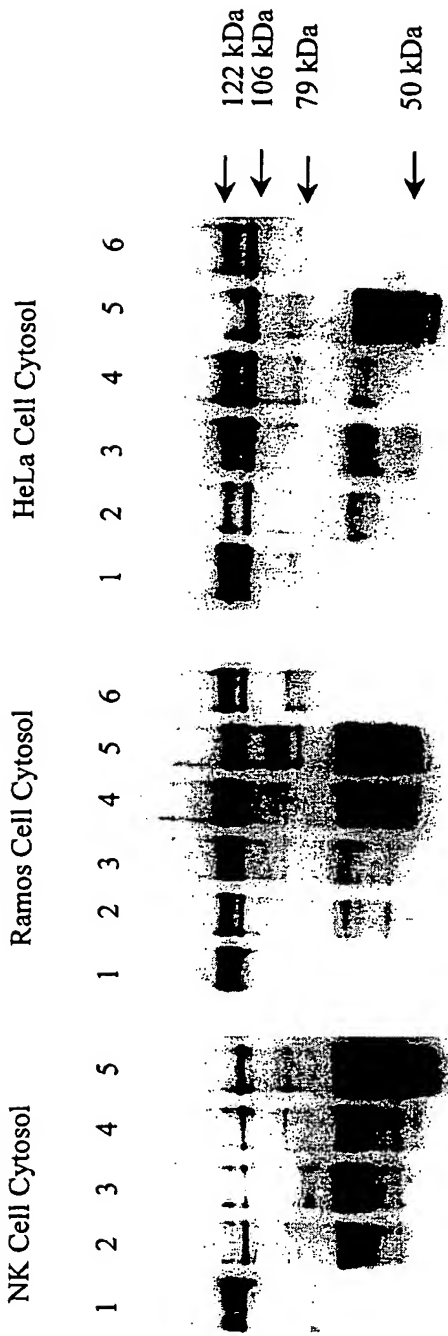 NK Cell Cytosol
1 2 3 4 5
Ramos Cell Cytosol
1 2 3 4 5 6
HeLa Cell Cytosol
1 2 3 4 5 6
122 kDa
106 kDa
79 kDa
50 kDa